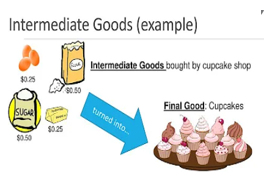 Intermediate Goods (example)
Intermediate Goods bought by cupcake shop
$0.25
$0.50
SUGAR
$0.25
$0.50
turned into...
Final Good: Cupcakes